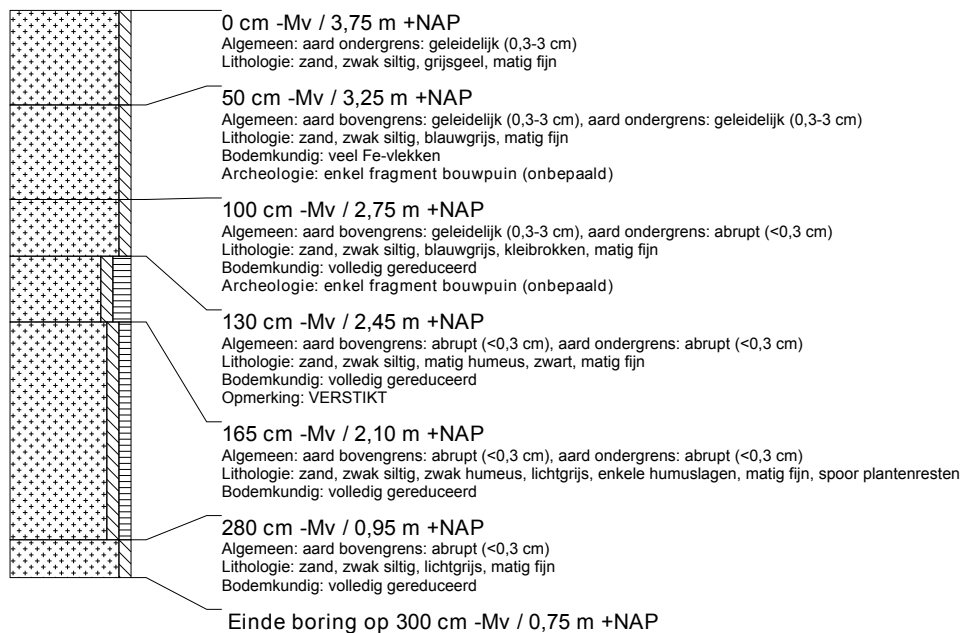 0 cm -Mv / 3,75 m +NAP
Algemeen: aard ondergrens: geleidelijk (0,3-3 cm)
Lithologie: zand, zwak siltig, grijsgeel, matig fijn
50 cm -Mv / 3,25 m +NAP
Algemeen: aard bovengrens: geleidelijk (0,3-3 cm), aard ondergrens: geleidelijk (0,3-3 cm)
Lithologie: zand, zwak siltig, blauwgrijs, matig fijn
Bodemkundig: veel Fe-vlekken
Archeologie: enkel fragment bouwpuin (onbepaald)
100 cm -Mv / 2,75 m +NAP
Algemeen: aard bovengrens: geleidelijk (0,3-3 cm), aard ondergrens: abrupt (<0,3 cm)
Lithologie: zand, zwak siltig, blauwgrijs, kleibrokken, matig fijn
Bodemkundig: volledig gereduceerd
Archeologie: enkel fragment bouwpuin (onbepaald)
130 cm -Mv / 2,45 m +NAP
Algemeen: aard bovengrens: abrupt (<0,3 cm), aard ondergrens: abrupt (<0,3 cm)
Lithologie: zand, zwak siltig, matig humeus, zwart, matig fijn
Bodemkundig: volledig gereduceerd
Opmerking: VERSTIKT
165 cm -Mv / 2,10 m +NAP
Algemeen: aard bovengrens: abrupt (<0,3 cm), aard ondergrens: abrupt (<0,3 cm)
Lithologie: zand, zwak siltig, zwak humeus, lichtgrijs, enkele humuslagen, matig fijn, spoor plantenresten
Bodemkundig: volledig gereduceerd
280 cm -Mv / 0,95 m +NAP
Algemeen: aard bovengrens: abrupt (<0,3 cm)
Lithologie: zand, zwak siltig, lichtgrijs, matig fijn
Bodemkundig: volledig gereduceerd
Einde boring op 300 cm -Mv / 0,75 m +NAP